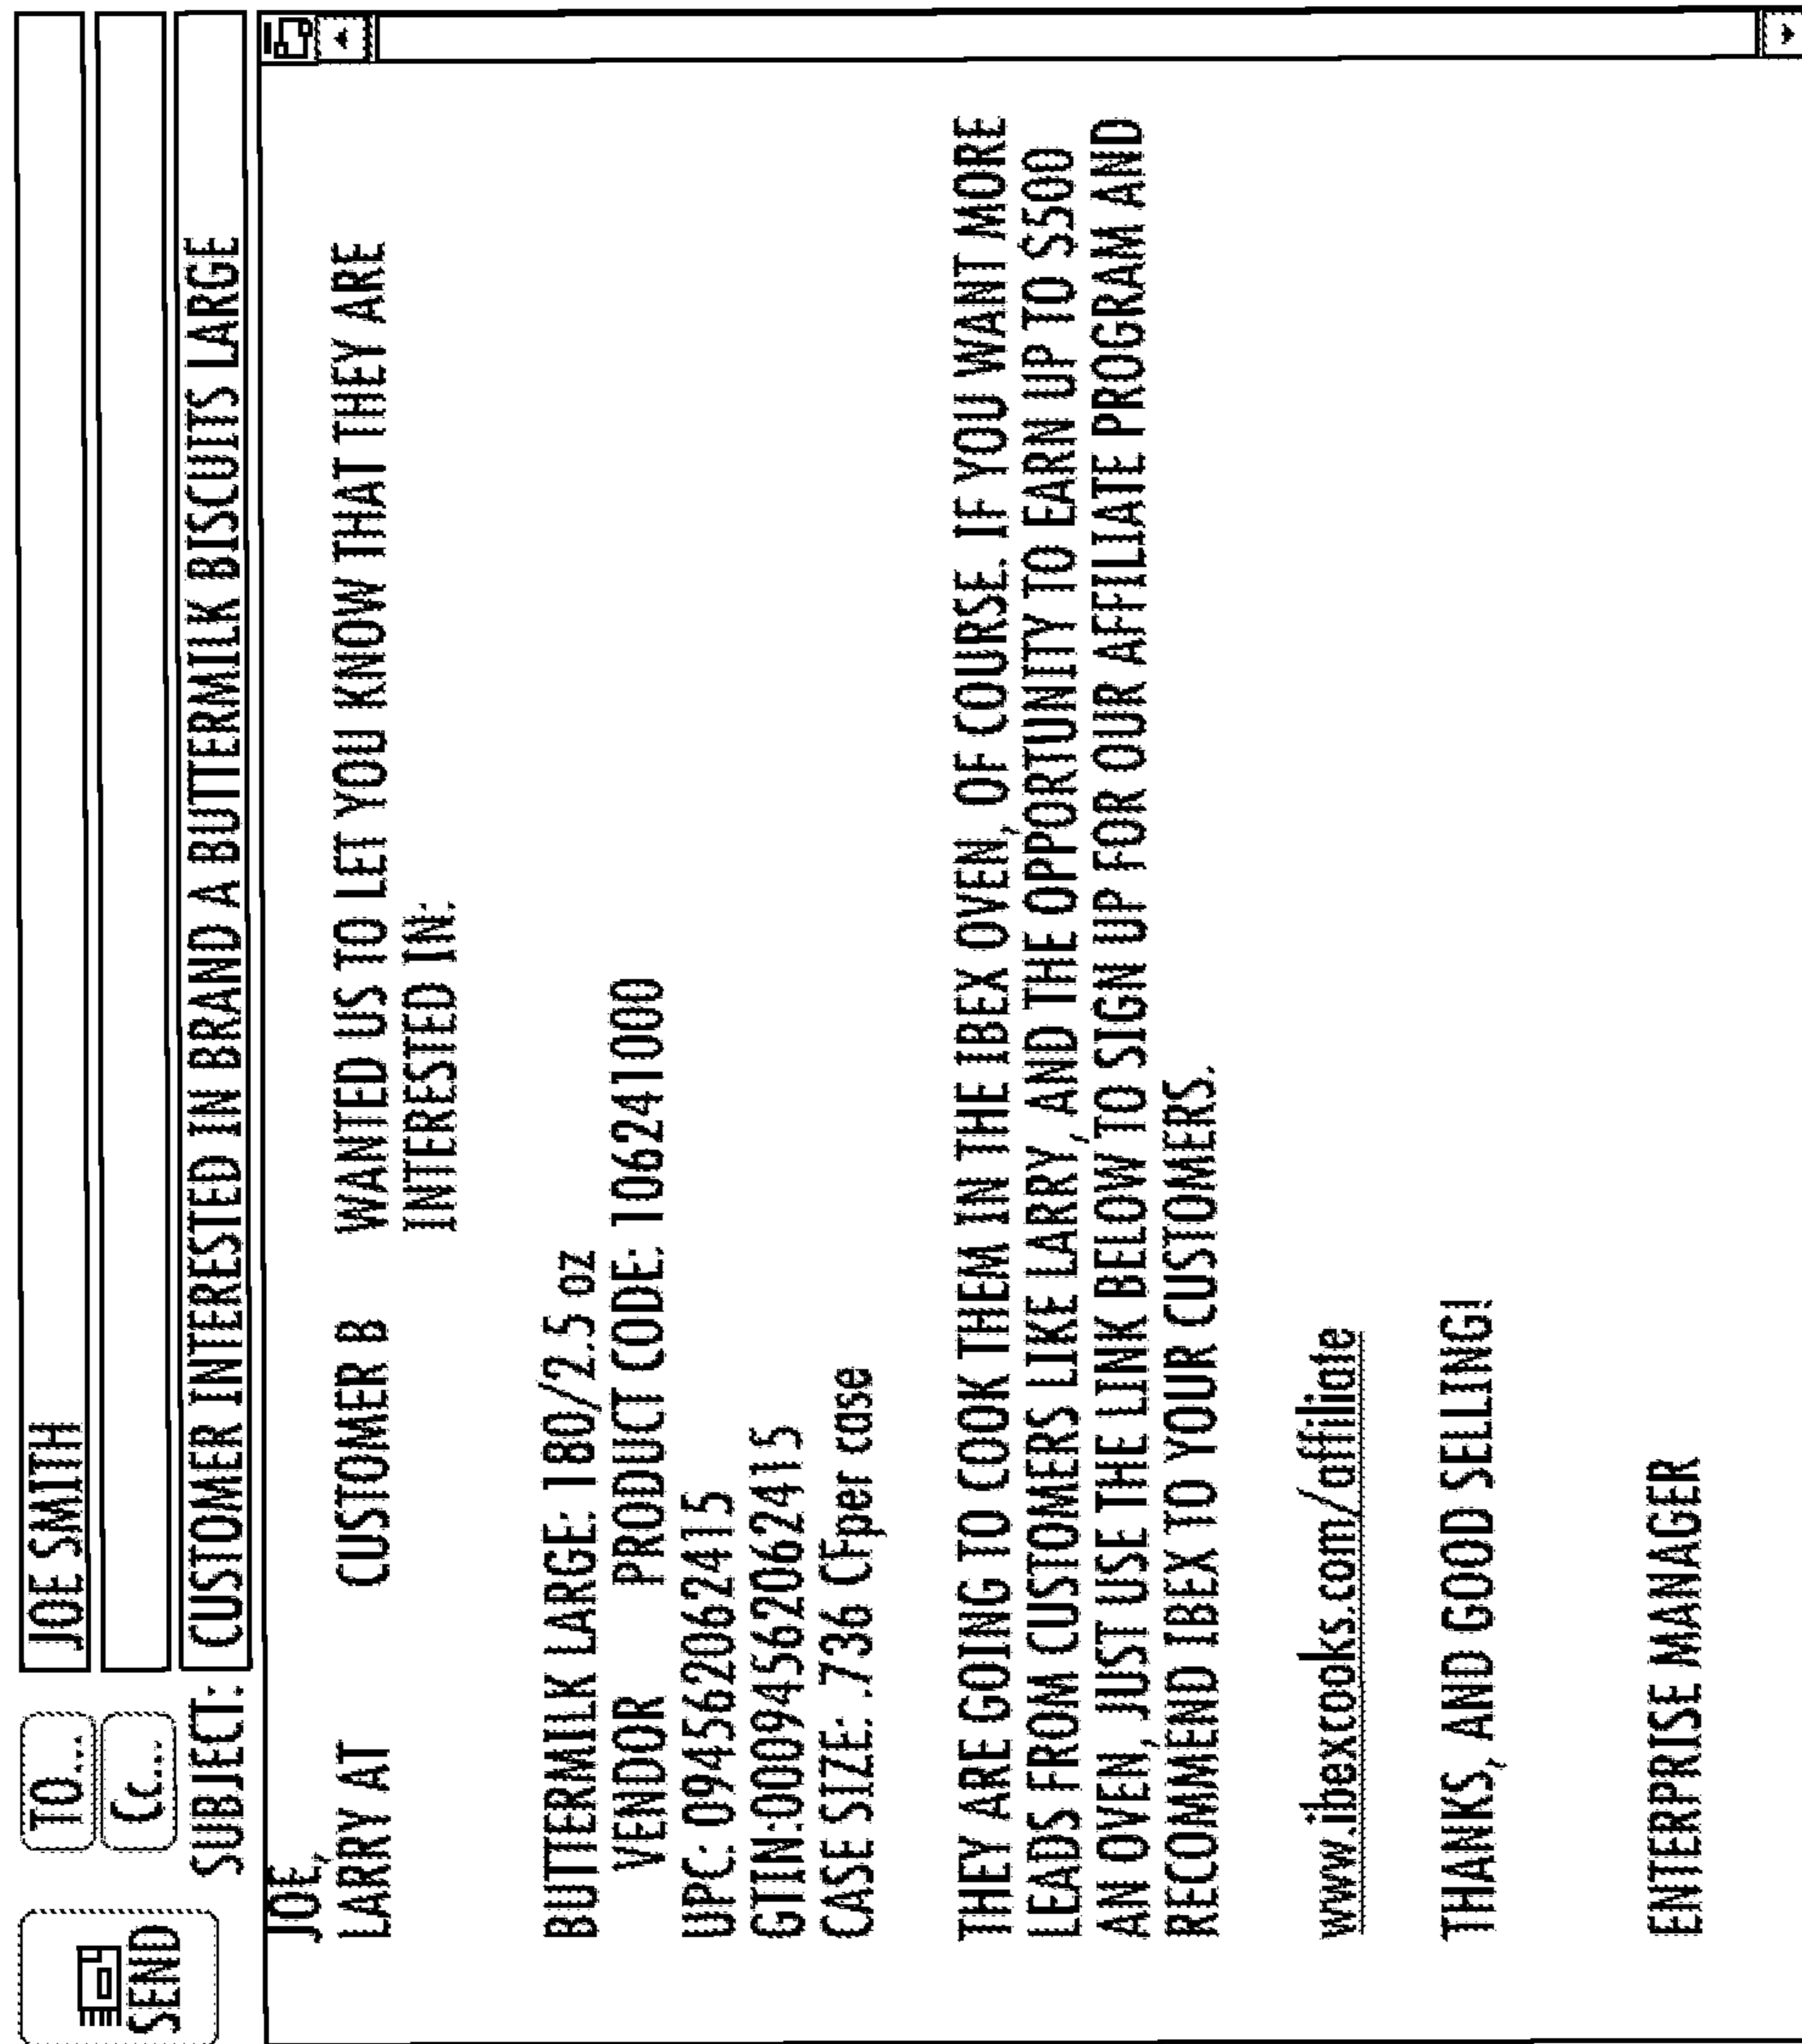 SEND
TO... JOE SMITH
Cc...
SUBJECT: CUSTOMER INTERESTED IN BRAND A BUTTERMILK BISCUITS LARGE
JOE,
LARRY AT CUSTOMER B WANTED US TO LET YOU KNOW THAT THEY ARE
INTERESTED IN:
BUTTERMILK LARGE: 180/2.5 oz
VENDOR PRODUCT CODE: 106241000
UPC: 094562062415
GTIN:00094562062415
CASE SIZE: .736 CFper case
THEY ARE GOING TO COOK THEM IN THE IBEX OVEN, OF COURSE. IF YOU WANT MORE
LEADS FROM CUSTOMERS LIKE LARRY, AND THE OPPORTUNITY TO EARN UP TO S500
AN OVEN, JUST USE THE LINK BELOW TO SIGN UP FOR OUR AFFILIATE PROGRAM AND
RECOMMEND IBEX TO YOUR CUSTOMERS.
www.ibexcooks.com/affiliate
THANKS, AND GOOD SELLING!
ENTERPRISE MANAGER